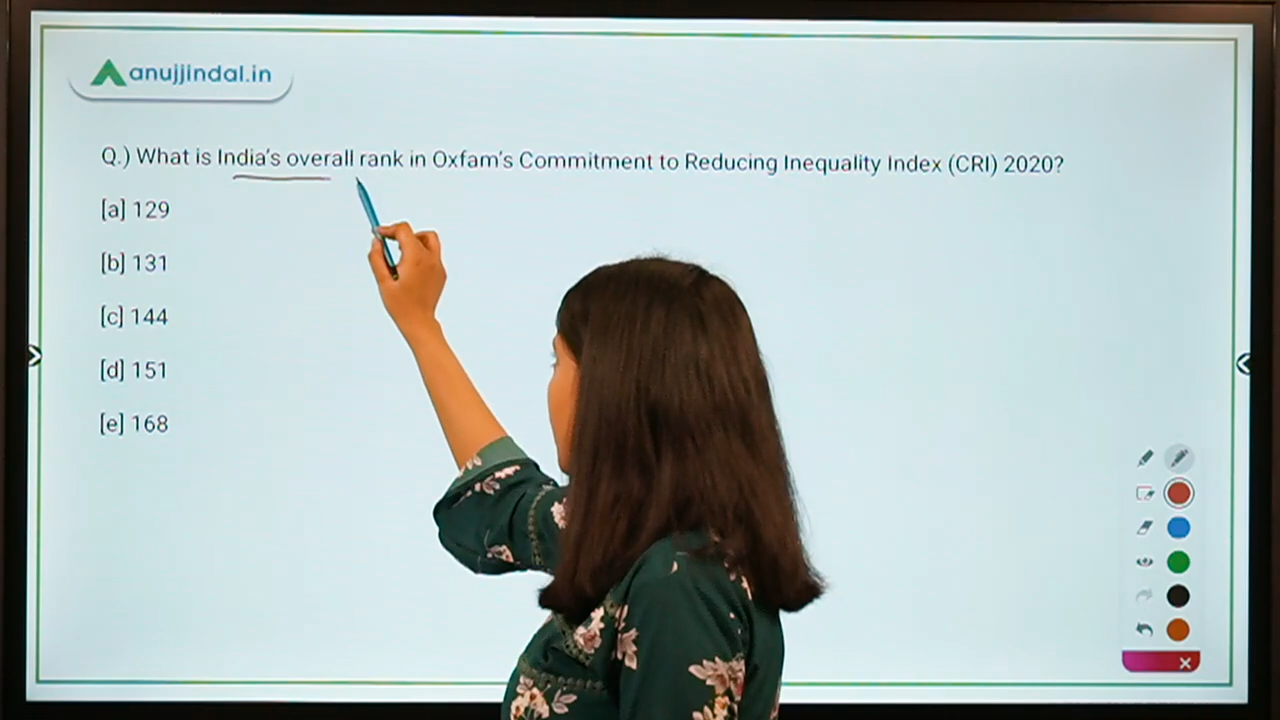 anujjindal.in
Q.) What is India's overall rank in Oxfam's Commitment to Reducing Inequality Index (CRI) 2020?
[a] 129
[b] 131
[c] 144
[d] 151
[e] 168